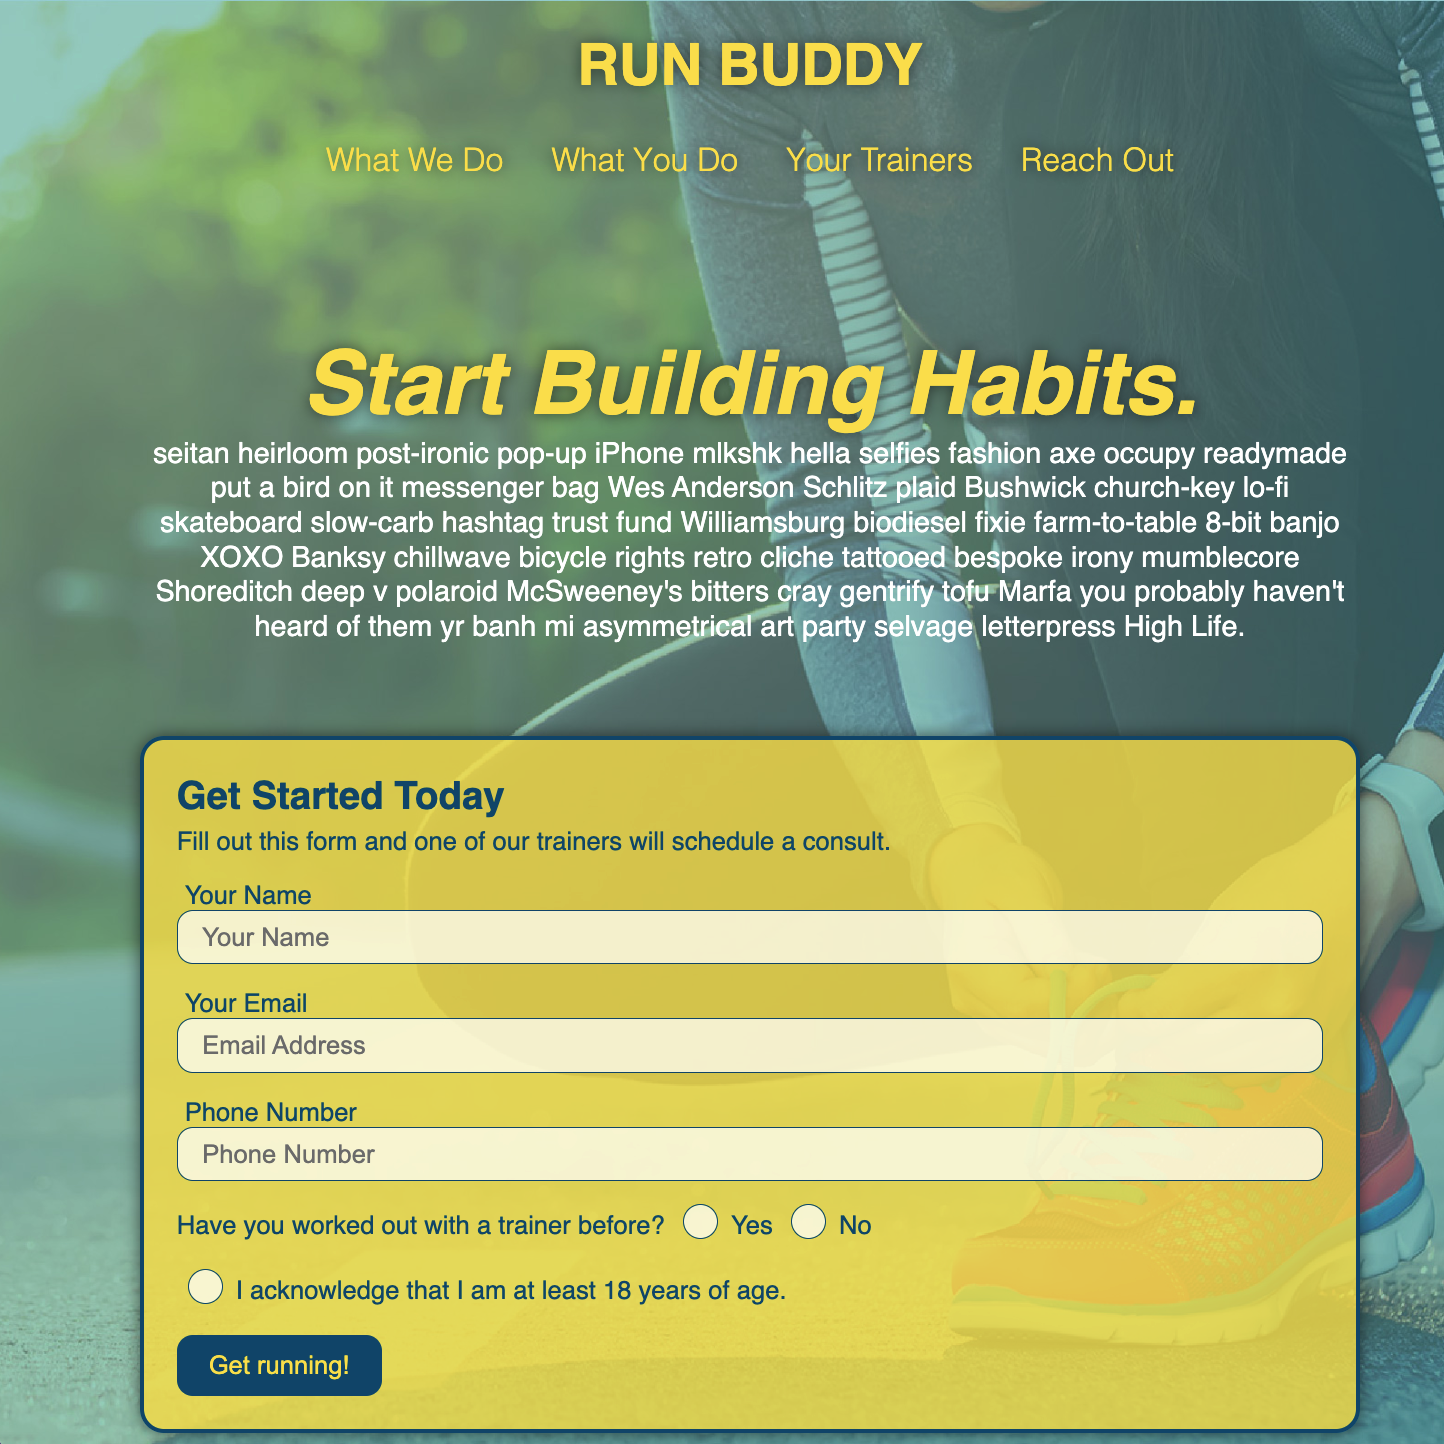 RUN BUDDY
What We Do What You Do Your Trainers Reach Out
Start Building Habits.
seitan heirloom post-ironic pop-up iPhone mlkshk hella selfies fashion axe occupy readymade
put a bird on it messenger bag Wes Anderson Schlitz plaid Bushwick church-key lo-fi
skateboard slow-carb hashtag trust fund Williamsburg biodiesel fixie farm-to-table 8-bit banjo
XOXO Banksy chillwave bicycle rights retro cliche tattooed bespoke irony mumblecore
Shoreditch deep v polaroid McSweeney's bitters cray gentrify tofu Marfa you probably haven't
heard of them yr banh mi asymmetrical art party selvage letterpress High Life.
Get Started Today
Fill out this form and one of our trainers will schedule a consult.
Your Name
Your Name
Your Email
Email Address
Phone Number
Phone Number
Have you worked out with a trainer before? Yes No
I acknowledge that I am at least 18 years of age.
Get running!